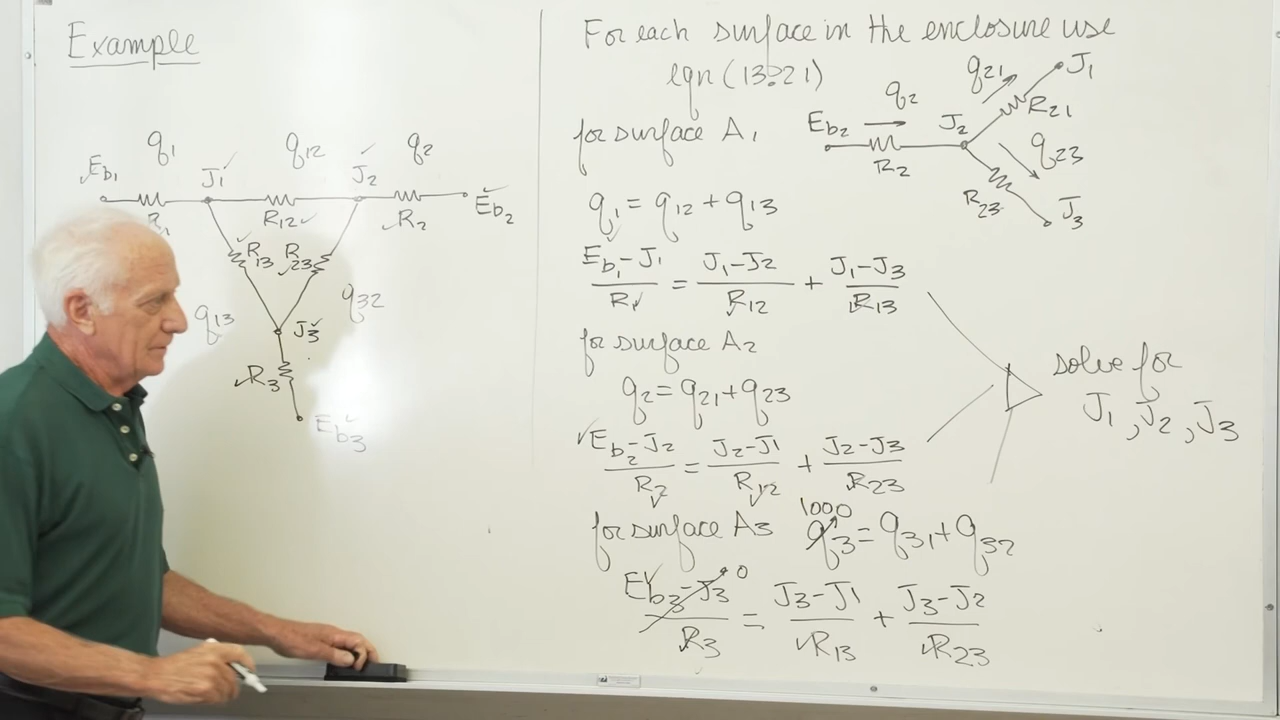 Example
q1 q12 q2
Eb1 J1 J2 Eb2
R1 R12 R2
R13 R23
q13 q32
J3
R3
Eb3
For each surface in the enclosure use
eqn (13.21)
for surface A1
q1 = q12 + q13
Eb1-J1/R1 = J1-J2/R12 + J1-J3/R13
for surface A2
q2 = q21 + q23
Eb2-J2/R2 = J2-J1/R12 + J2-J3/R23
for surface A3 1000 q3 = q31 + q32
Eb3-J3/R3 0 = J3-J1/R13 + J3-J2/R23
q2 q21 J1
Eb2 J2 R21
R2 q23
R23 J3
solve for
J1, J2, J3